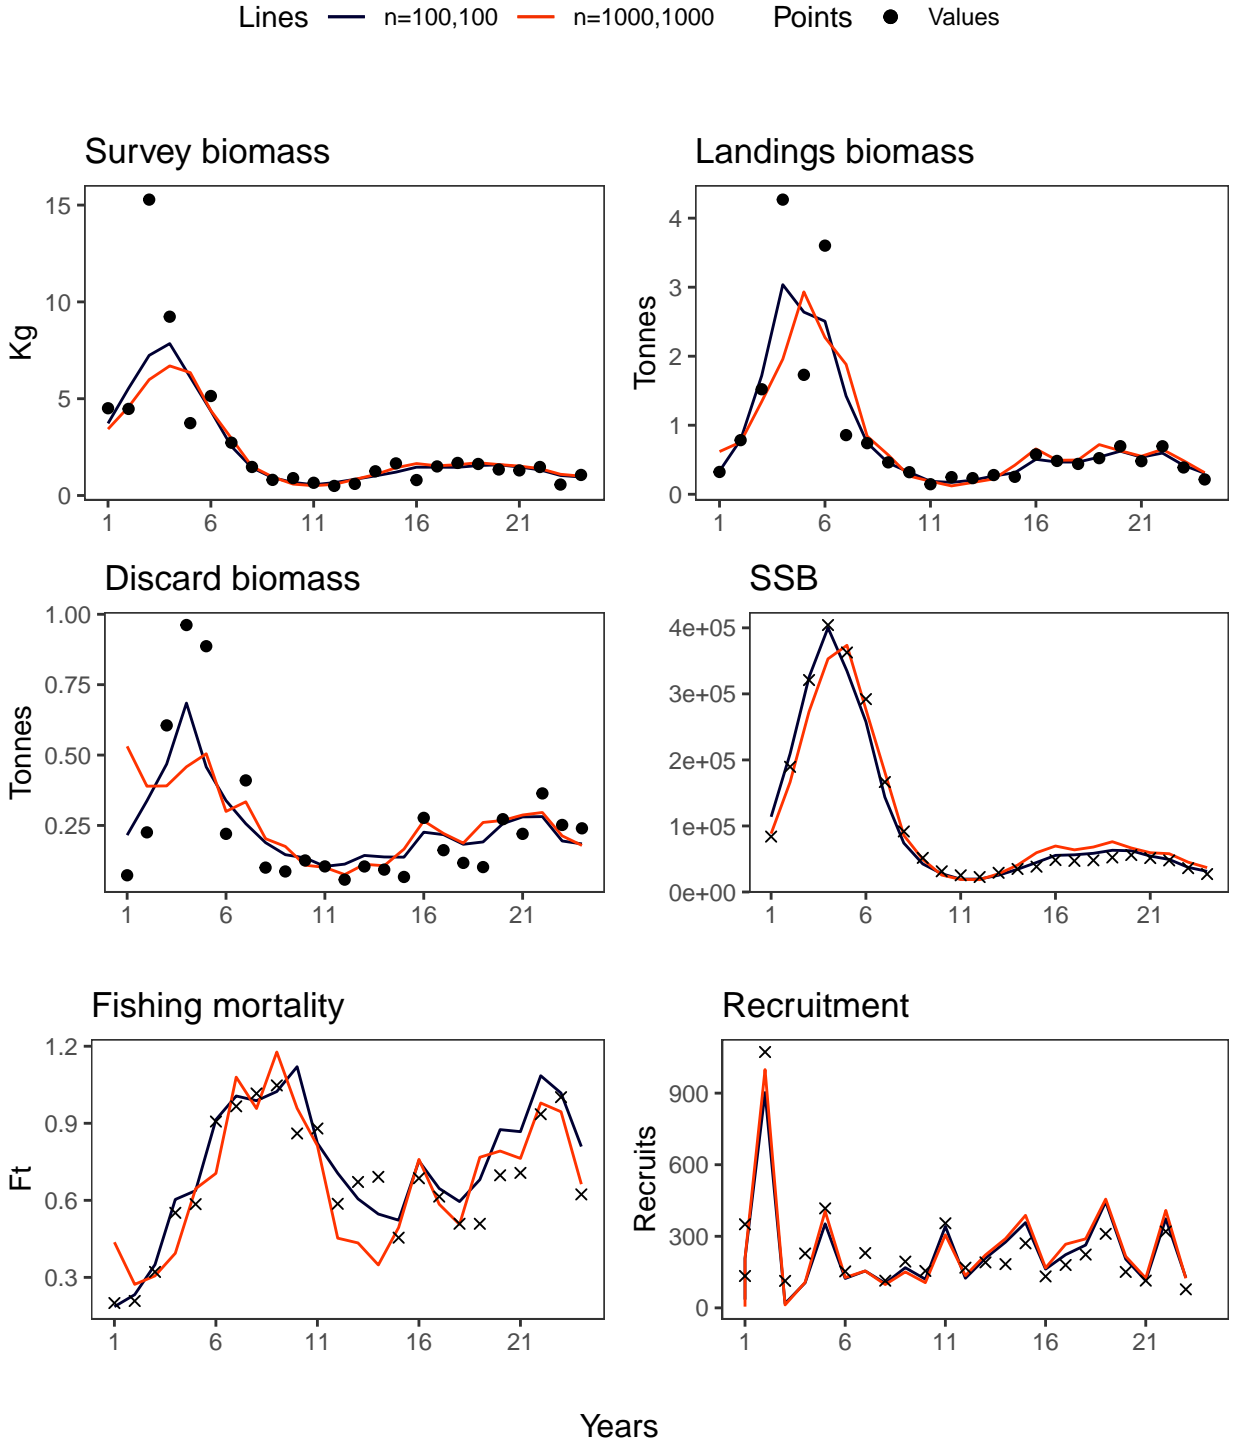 Lines n=100,100 n=1000,1000 Points Values
Survey biomass
Kg
15
10
5
0
1 6 11 16 21
Landings biomass
Tonnes
4
3
2
1
0
1 6 11 16 21
Discard biomass
Tonnes
1.00
0.75
0.50
0.25
1 6 11 16 21
SSB
4e+05
3e+05
2e+05
1e+05
0e+00
1 6 11 16 21
Fishing mortality
Ft
1.2
0.9
0.6
0.3
1 6 11 16 21
Recruitment
Recruits
900
600
300
0
1 6 11 16 21
Years